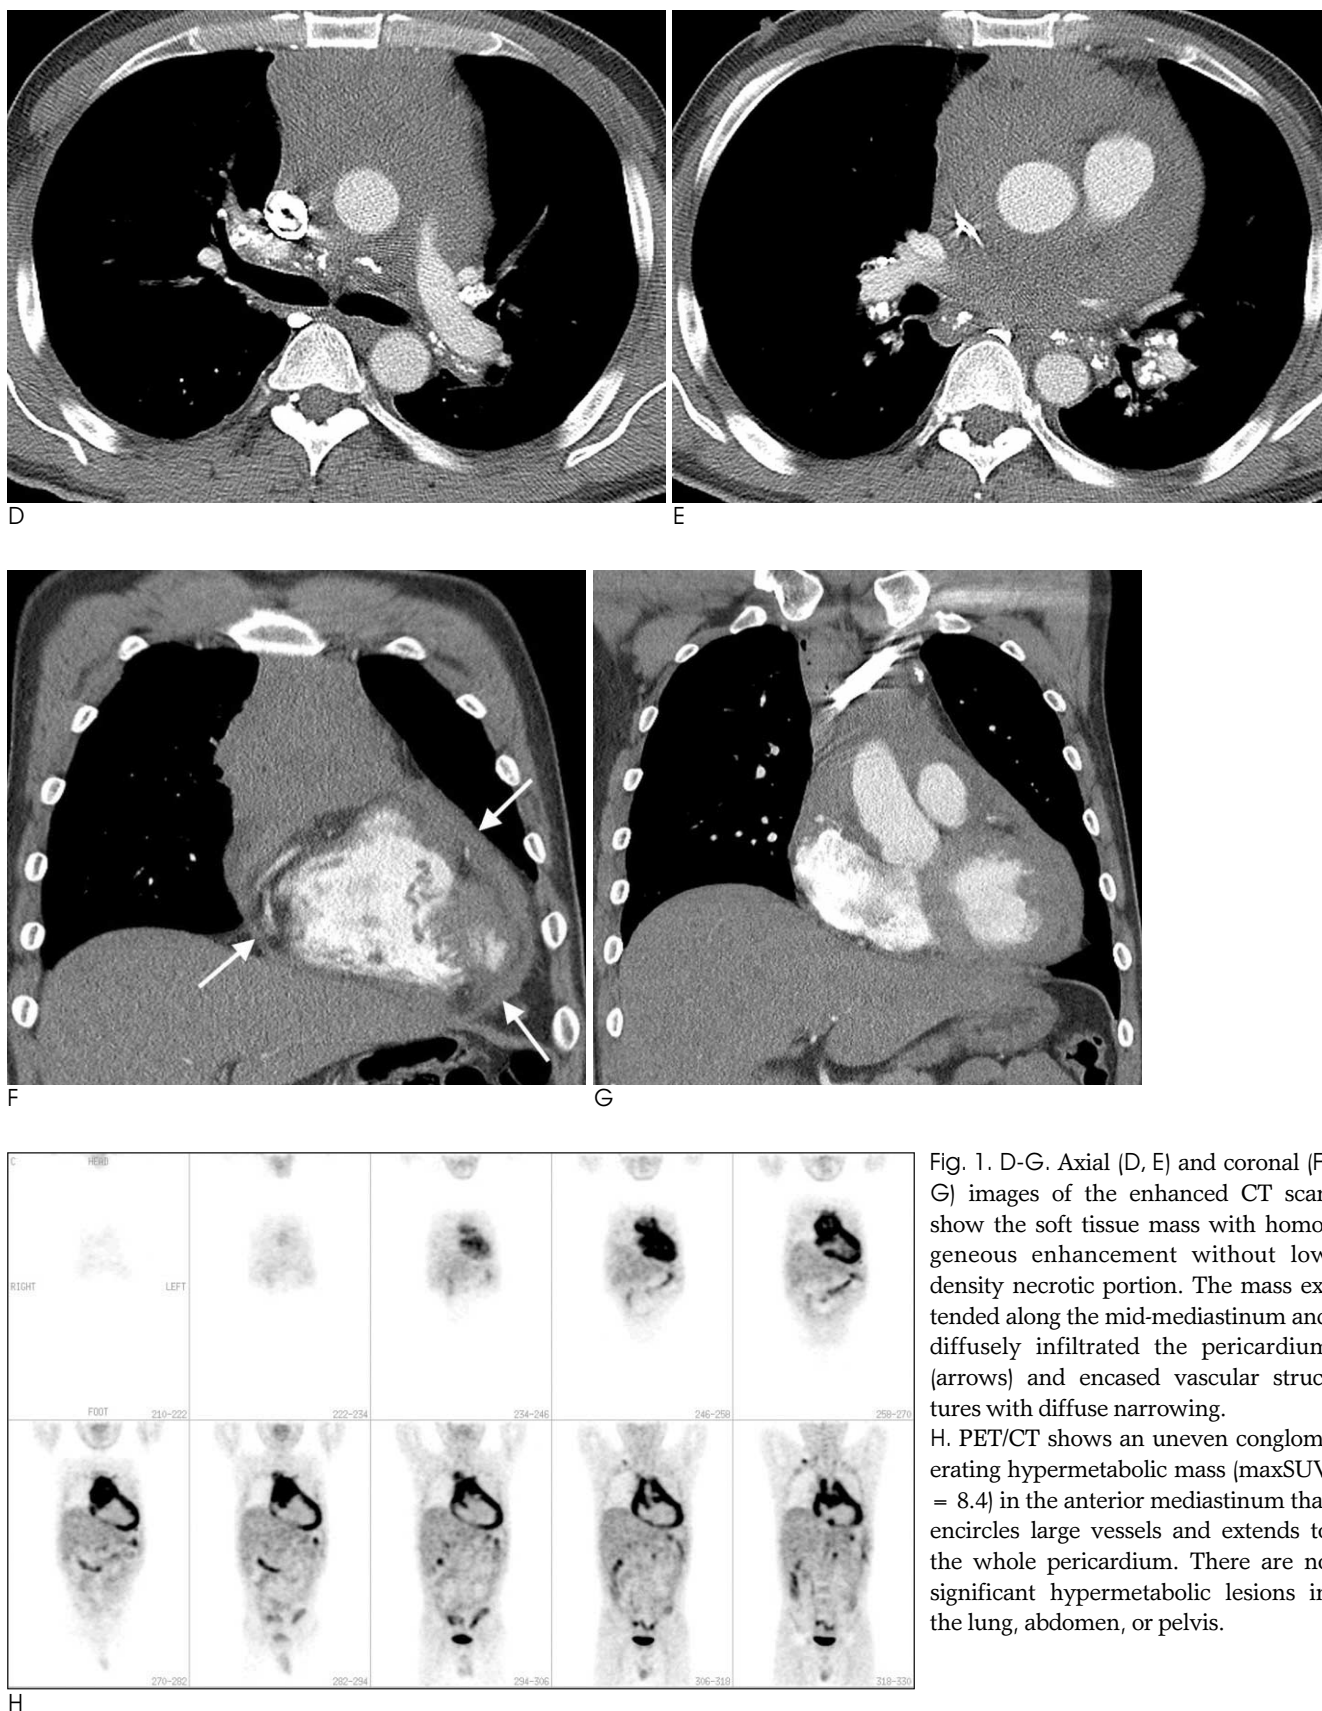 D
E
F
G
C
HEAD
RIGHT
LEFT
FOOT
210-222
222-234
234-246
246-258
258-270
270-282
282-294
294-306
306-318
318-330
H
Fig. 1. D-G. Axial (D, E) and coronal (F
G) images of the enhanced CT scan
show the soft tissue mass with homo
geneous enhancement without low
density necrotic portion. The mass ex
tended along the mid-mediastinum and
diffusely infiltrated the pericardium
(arrows) and encased vascular struc
tures with diffuse narrowing.
H. PET/CT shows an uneven conglom
erating hypermetabolic mass (maxSUV
= 8.4) in the anterior mediastinum tha
encircles large vessels and extends to
the whole pericardium. There are no
significant hypermetabolic lesions in
the lung, abdomen, or pelvis.